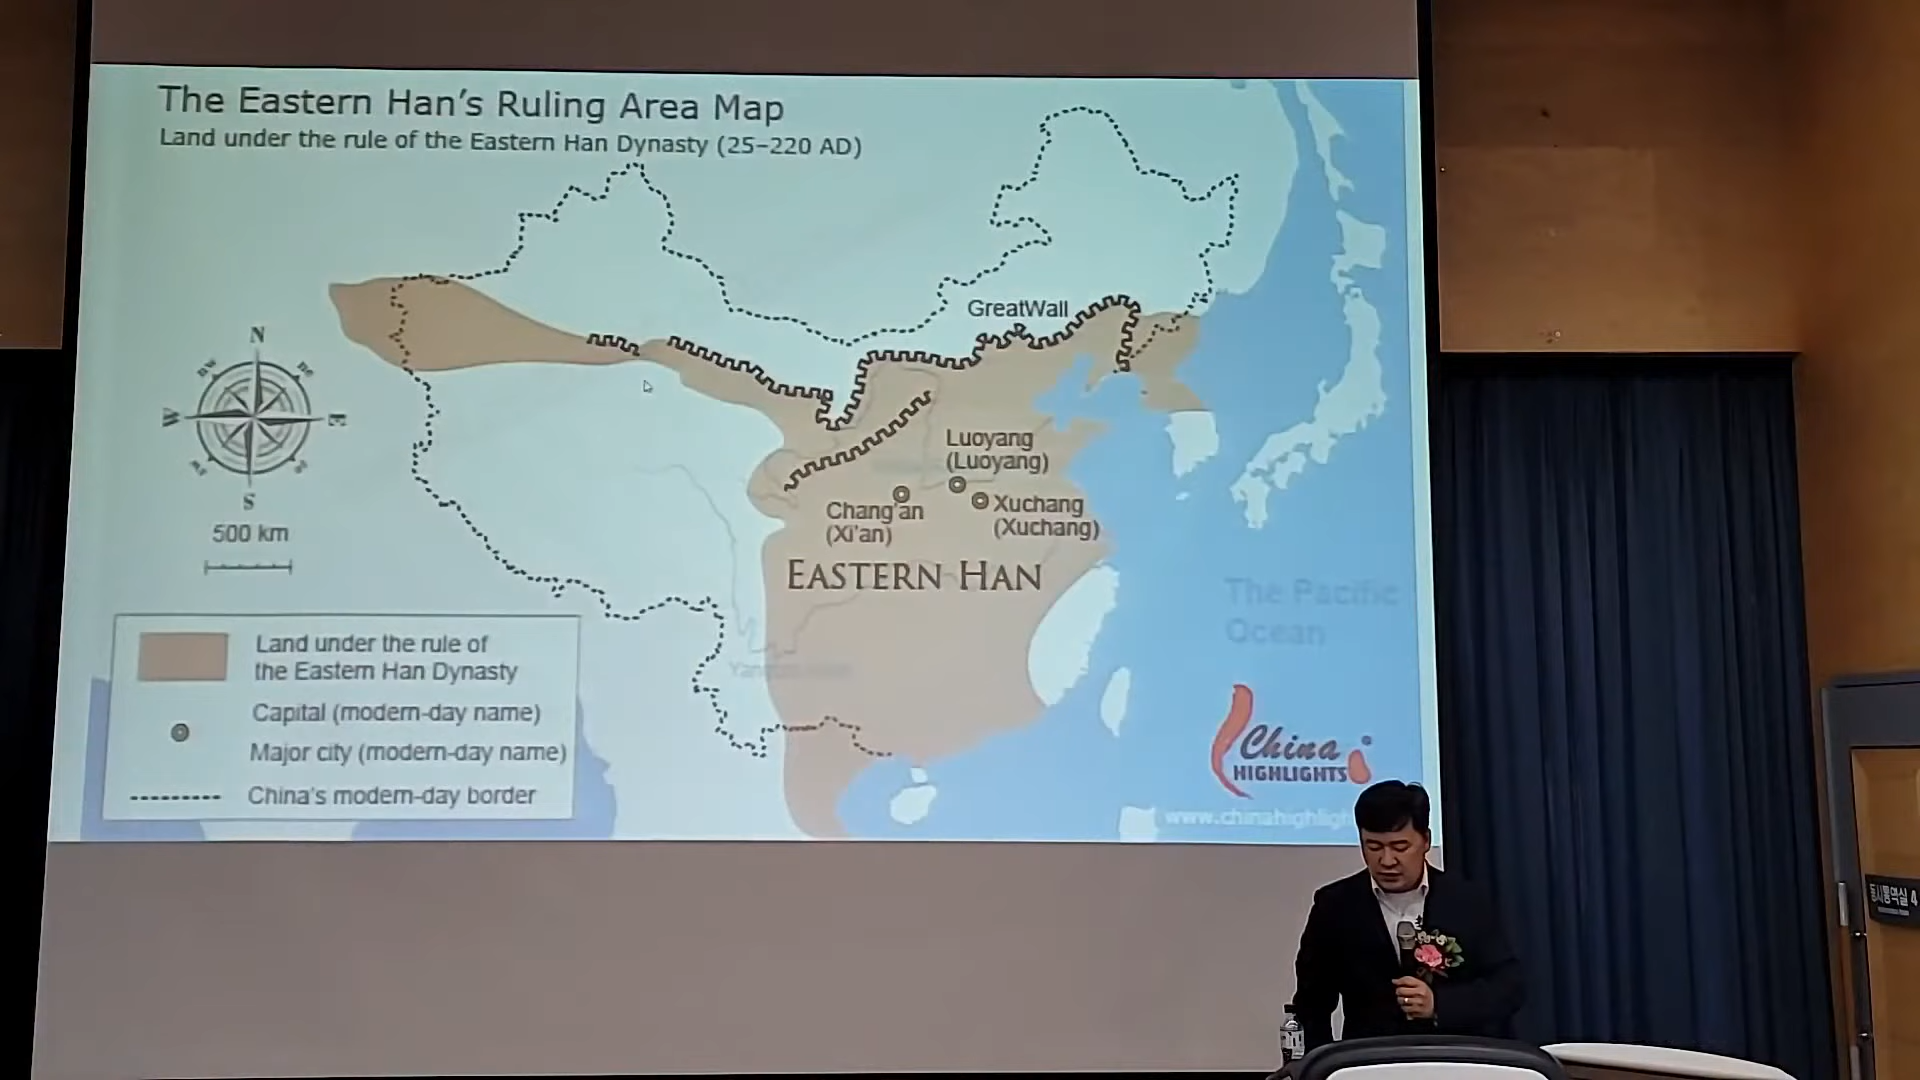 The Eastern Han's Ruling Area Map
Land under the rule of the Eastern Han Dynasty (25–220 AD)
GreatWall
N
W
S
500 km
Luoyang
(Luoyang)
Chang'an
(Xi'an)
Xuchang
(Xuchang)
EASTERN HAN
The Pacific
Ocean
Land under the rule of
the Eastern Han Dynasty
Capital (modern-day name)
Major city (modern-day name)
China's modern-day border
China
HIGHLIGHTS
www.chinahighligh
동시통역실 4